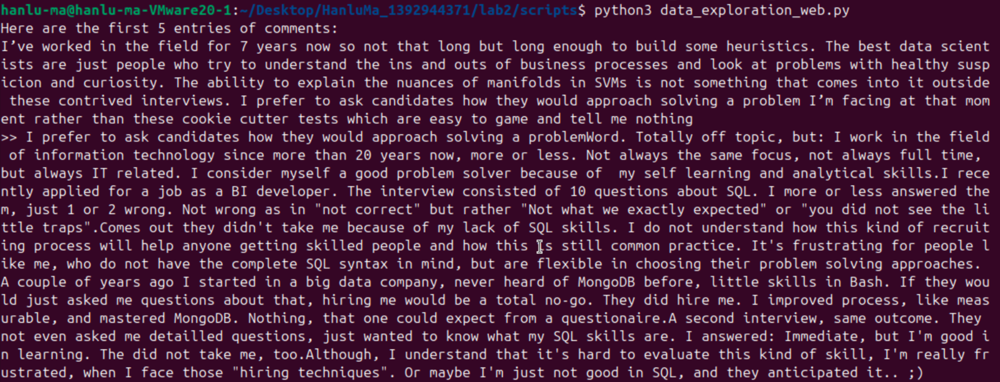 hanlu-ma@hanlu-ma-VMware20-1:~/Desktop/HanluMa_1392944371/lab2/scripts$ python3 data_exploration_web.py
Here are the first 5 entries of comments:
I’ve worked in the field for 7 years now so not that long but long enough to build some heuristics. The best data scient
ists are just people who try to understand the ins and outs of business processes and look at problems with healthy susp
icion and curiosity. The ability to explain the nuances of manifolds in SVMs is not something that comes into it outside
 these contrived interviews. I prefer to ask candidates how they would approach solving a problem I’m facing at that mom
ent rather than these cookie cutter tests which are easy to game and tell me nothing
>> I prefer to ask candidates how they would approach solving a problemWord. Totally off topic, but: I work in the field
 of information technology since more than 20 years now, more or less. Not always the same focus, not always full time,
but always IT related. I consider myself a good problem solver because of  my self learning and analytical skills.I rece
ntly applied for a job as a BI developer. The interview consisted of 10 questions about SQL. I more or less answered the
m, just 1 or 2 wrong. Not wrong as in "not correct" but rather "Not what we exactly expected" or "you did not see the li
ttle traps".Comes out they didn't take me because of my lack of SQL skills. I do not understand how this kind of recruit
ing process will help anyone getting skilled people and how this is still common practice. It's frustrating for people l
ike me, who do not have the complete SQL syntax in mind, but are flexible in choosing their problem solving approaches.
A couple of years ago I started in a big data company, never heard of MongoDB before, little skills in Bash. If they wou
ld just asked me questions about that, hiring me would be a total no-go. They did hire me. I improved process, like meas
urable, and mastered MongoDB. Nothing, that one could expect from a questionaire.A second interview, same outcome. They
not even asked me detailled questions, just wanted to know what my SQL skills are. I answered: Immediate, but I'm good i
n learning. The did not take me, too.Although, I understand that it's hard to evaluate this kind of skill, I'm really fr
ustrated, when I face those "hiring techniques". Or maybe I'm just not good in SQL, and they anticipated it.. ;)